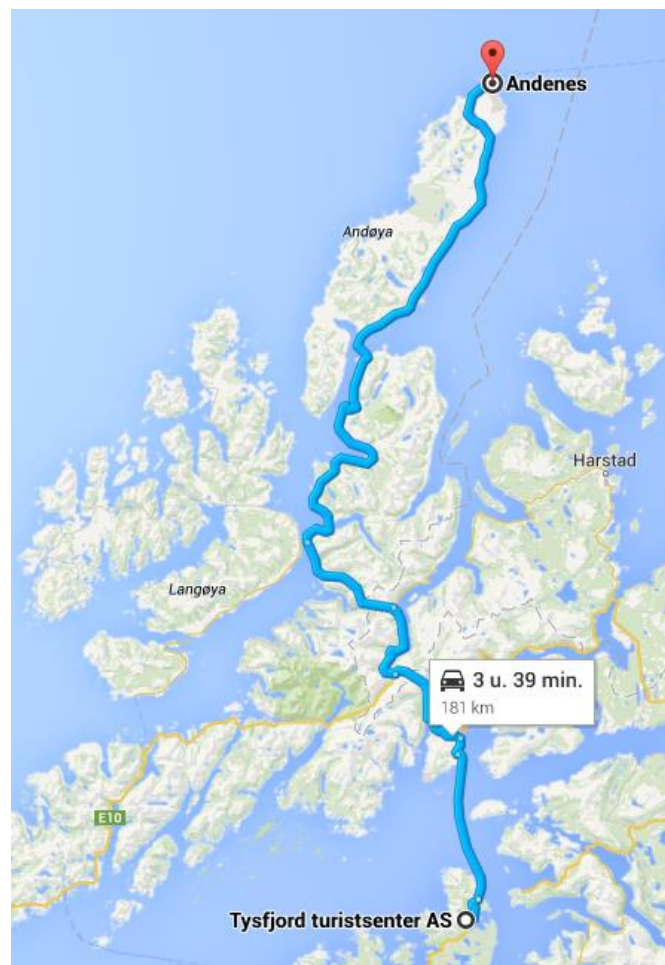 Andenes
Andøya
Harstad
Langøya
3 u. 39 min.
181 km
E10
Tysfjord turistsenter AS